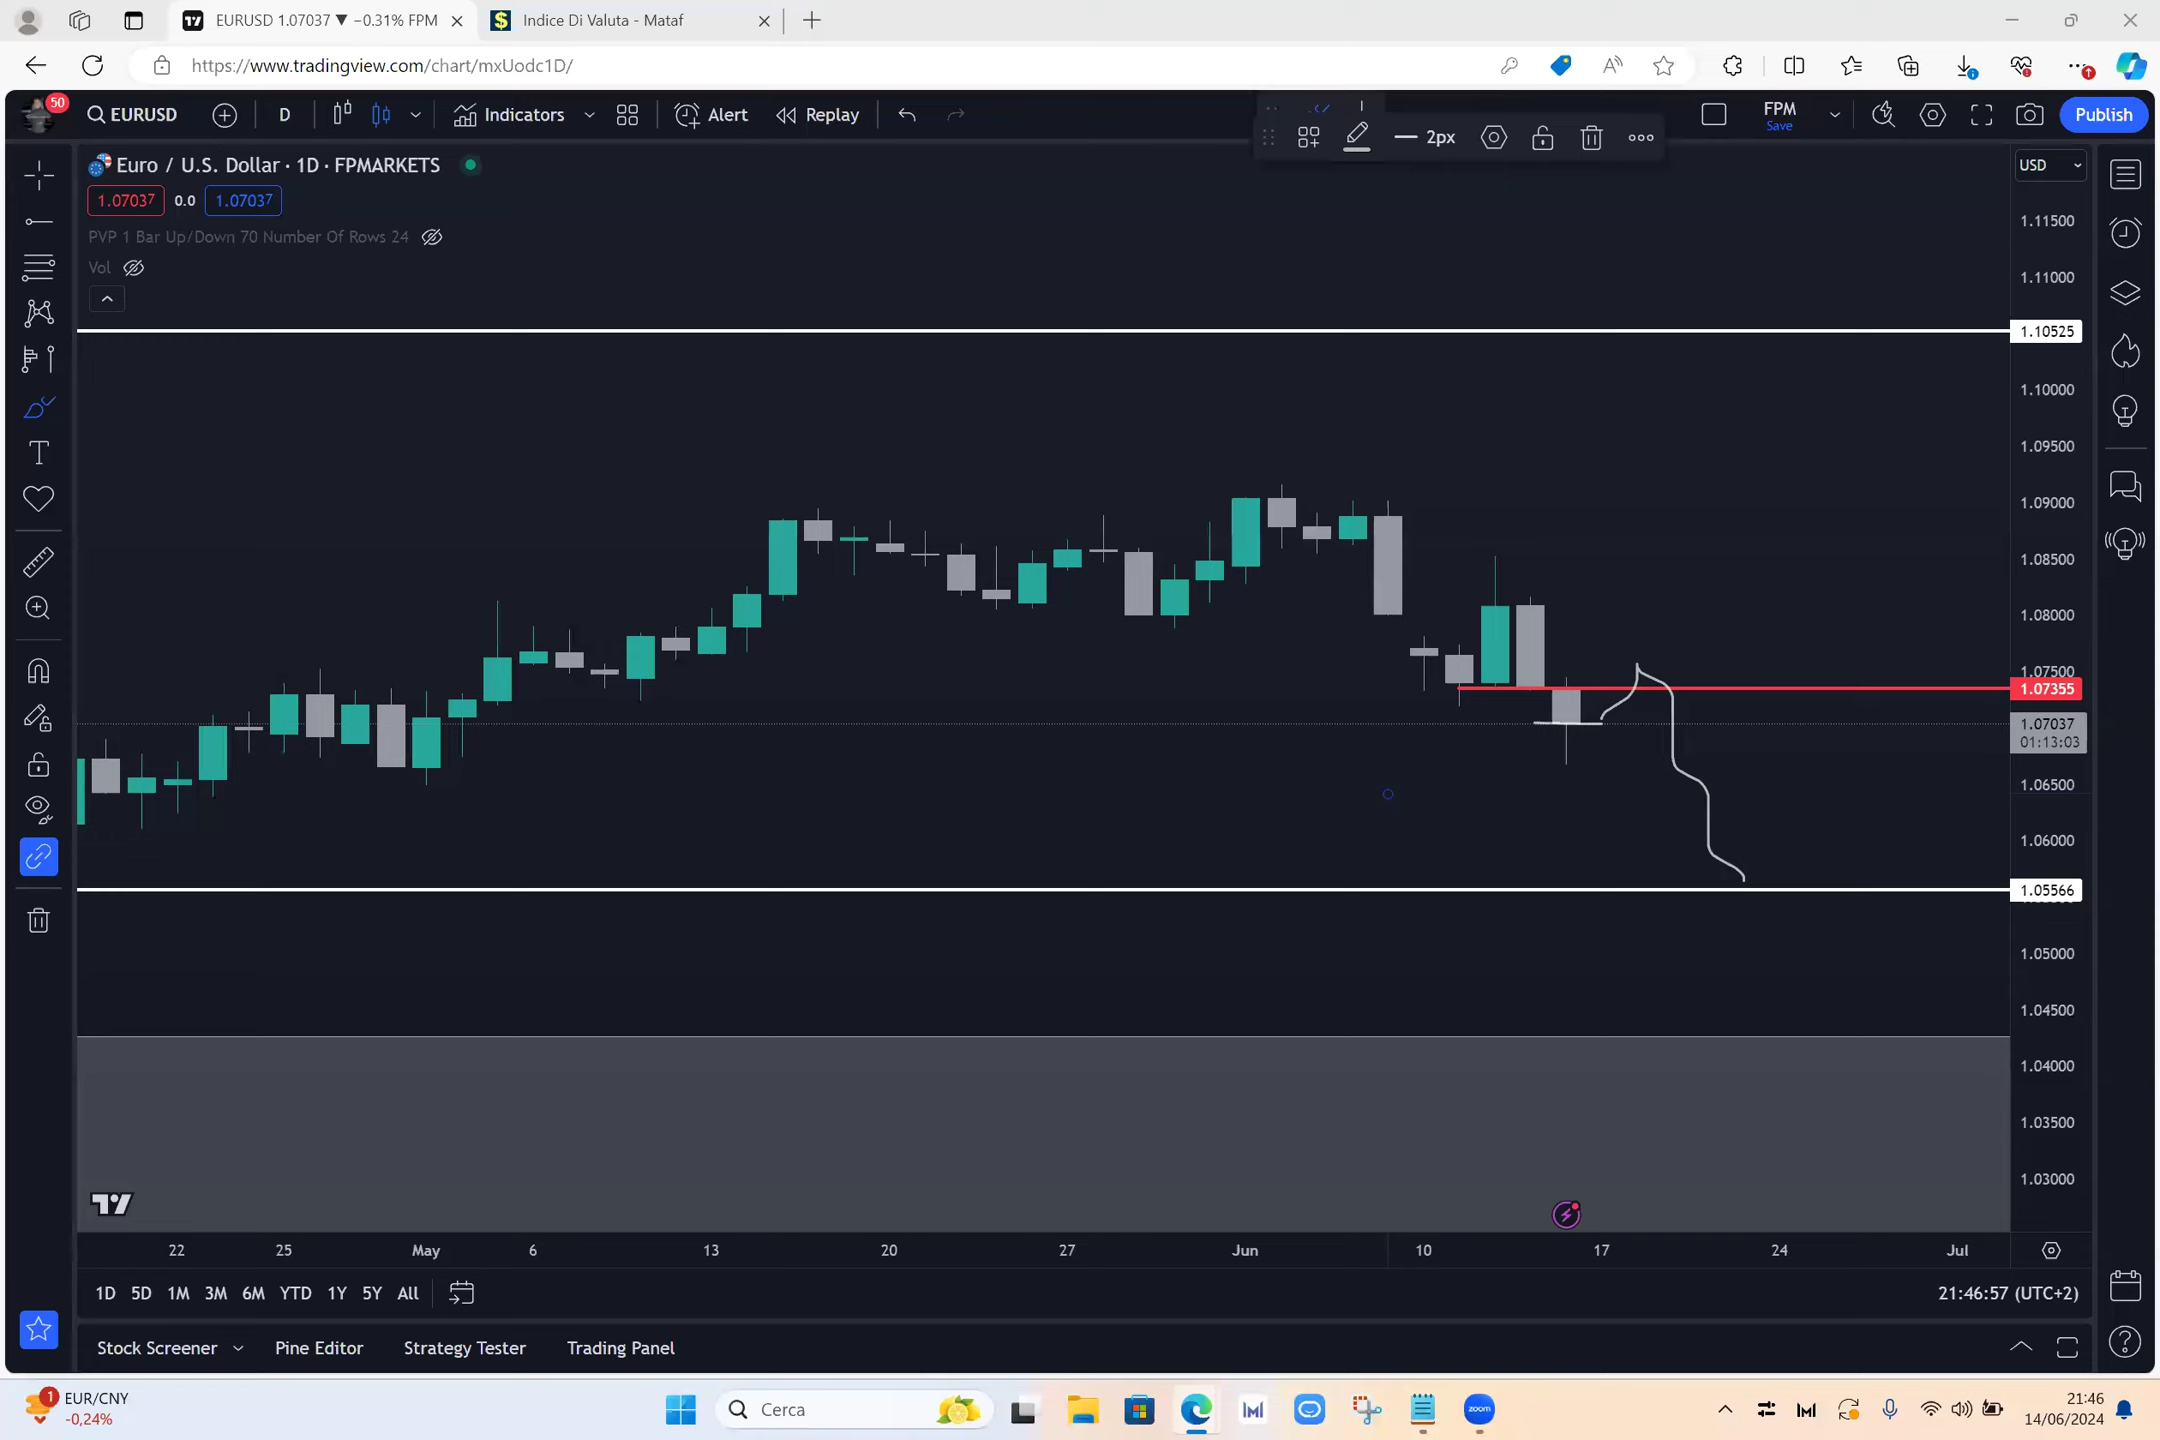 EURUSD 1.07037 ▼ −0.31% FPM
Indice Di Valuta - Mataf
https://www.tradingview.com/chart/mxUodc1D/
50
EURUSD
D
Indicators
Alert
Replay
2px
FPM
Save
Publish
Euro / U.S. Dollar · 1D · FPMARKETS
USD
1.07037
0.0
1.07037
PVP 1 Bar Up/Down 70 Number Of Rows 24
Vol
1.11500
1.11000
1.10525
1.10000
1.09500
1.09000
1.08500
1.08000
1.07500
1.07355
1.07037
01:13:03
1.06500
1.06000
1.05566
1.05000
1.04500
1.04000
1.03500
1.03000
22
25
May
6
13
20
27
Jun
10
17
24
Jul
1D 5D 1M 3M 6M YTD 1Y 5Y All
21:46:57 (UTC+2)
Stock Screener
Pine Editor
Strategy Tester
Trading Panel
1
EUR/CNY
-0,24%
Cerca
zoom
21:46
14/06/2024